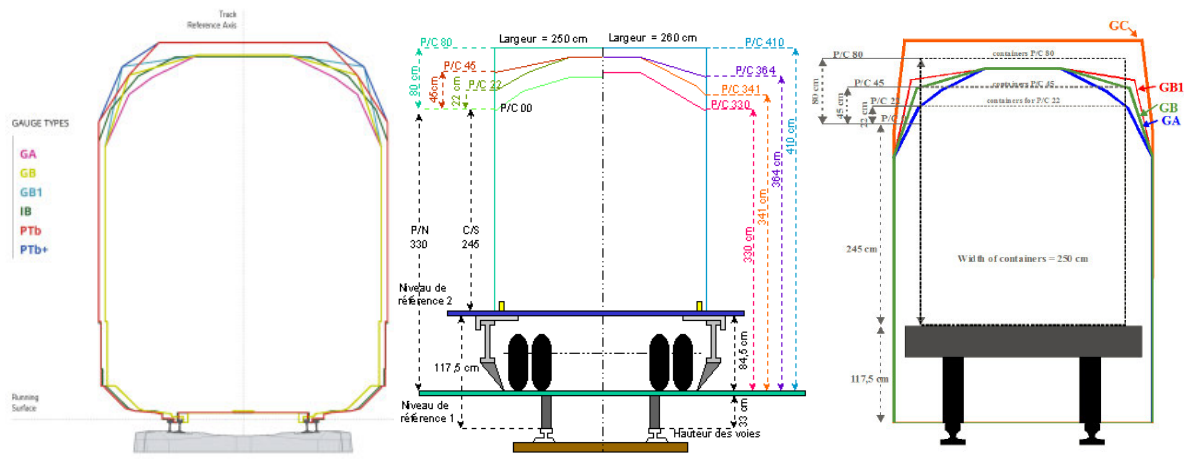 Track
Reference Axis
GAUGE TYPES
GA
GB
GB1
IB
PTb
PTb+
Running
Surface
Largeur = 250 cm
Largeur = 260 cm
P/C 80
P/C 45
P/C 22
P/C 00
80 cm
45cm
22 cm
P/C 410
P/C 364
P/C 341
P/C 330
410 cm
364 cm
341 cm
330 cm
P/N
330
C/S
245
Niveau de
référence 2
117,5 cm
84,5 cm
Niveau de
référence 1
33 cm
Hauteur des voies
GC
P/C 80
containers P/C 80
P/C 45
containers P/C 45
P/C 2
containers for P/C 22
P/C
80 cm
45 cm
22 cm
GB1
GB
GA
245 cm
Width of containers = 250 cm
117,5 cm